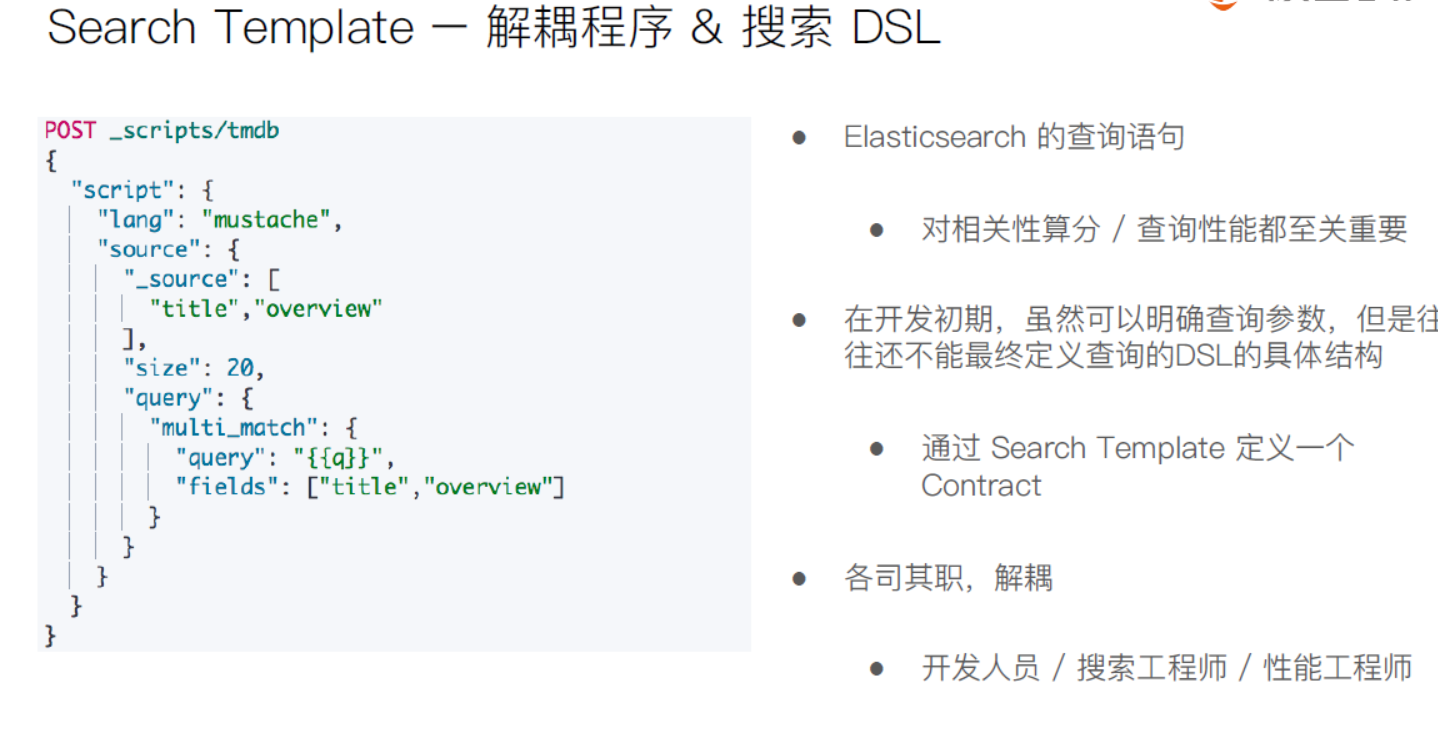 Search Template － 解耦程序 & 搜索 DSL
POST _scripts/tmdb
{
"script": {
"lang": "mustache",
"source": {
"_source": [
"title","overview"
],
"size": 20,
"query": {
"multi_match": {
"query": "{{q}}",
"fields": ["title","overview"]
}
}
}
}
}
● Elasticsearch 的查询语句
● 对相关性算分 / 查询性能都至关重要
● 在开发初期，虽然可以明确查询参数，但是往
往还不能最终定义查询的DSL的具体结构
● 通过 Search Template 定义一个
Contract
● 各司其职，解耦
● 开发人员 / 搜索工程师 / 性能工程师